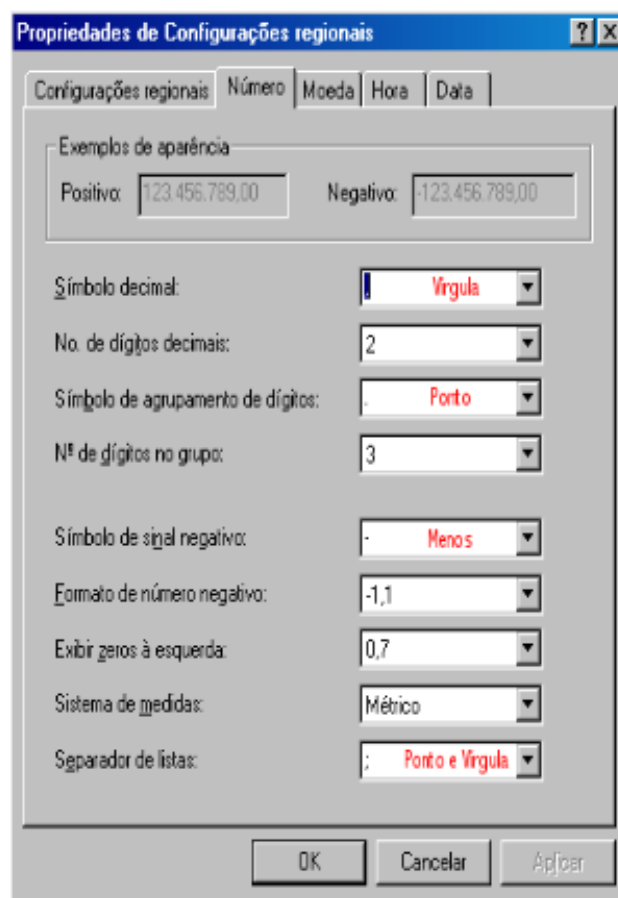 Propriedades de Configurações regionais
Configurações regionais Número Moeda Hora Data
Exemplos de aparência
Positivo: 123.456.789,00 Negativo: -123.456.789,00
Símbolo decimal: , Virgula
No. de dígitos decimais: 2
Símbolo de agrupamento de dígitos: . Ponto
Nº de dígitos no grupo: 3
Símbolo de sinal negativo: - Menos
Formato de número negativo: -1,1
Exibir zeros à esquerda: 0,7
Sistema de medidas: Métrico
Separador de listas: ; Ponto e Virgula
OK Cancelar Aplicar